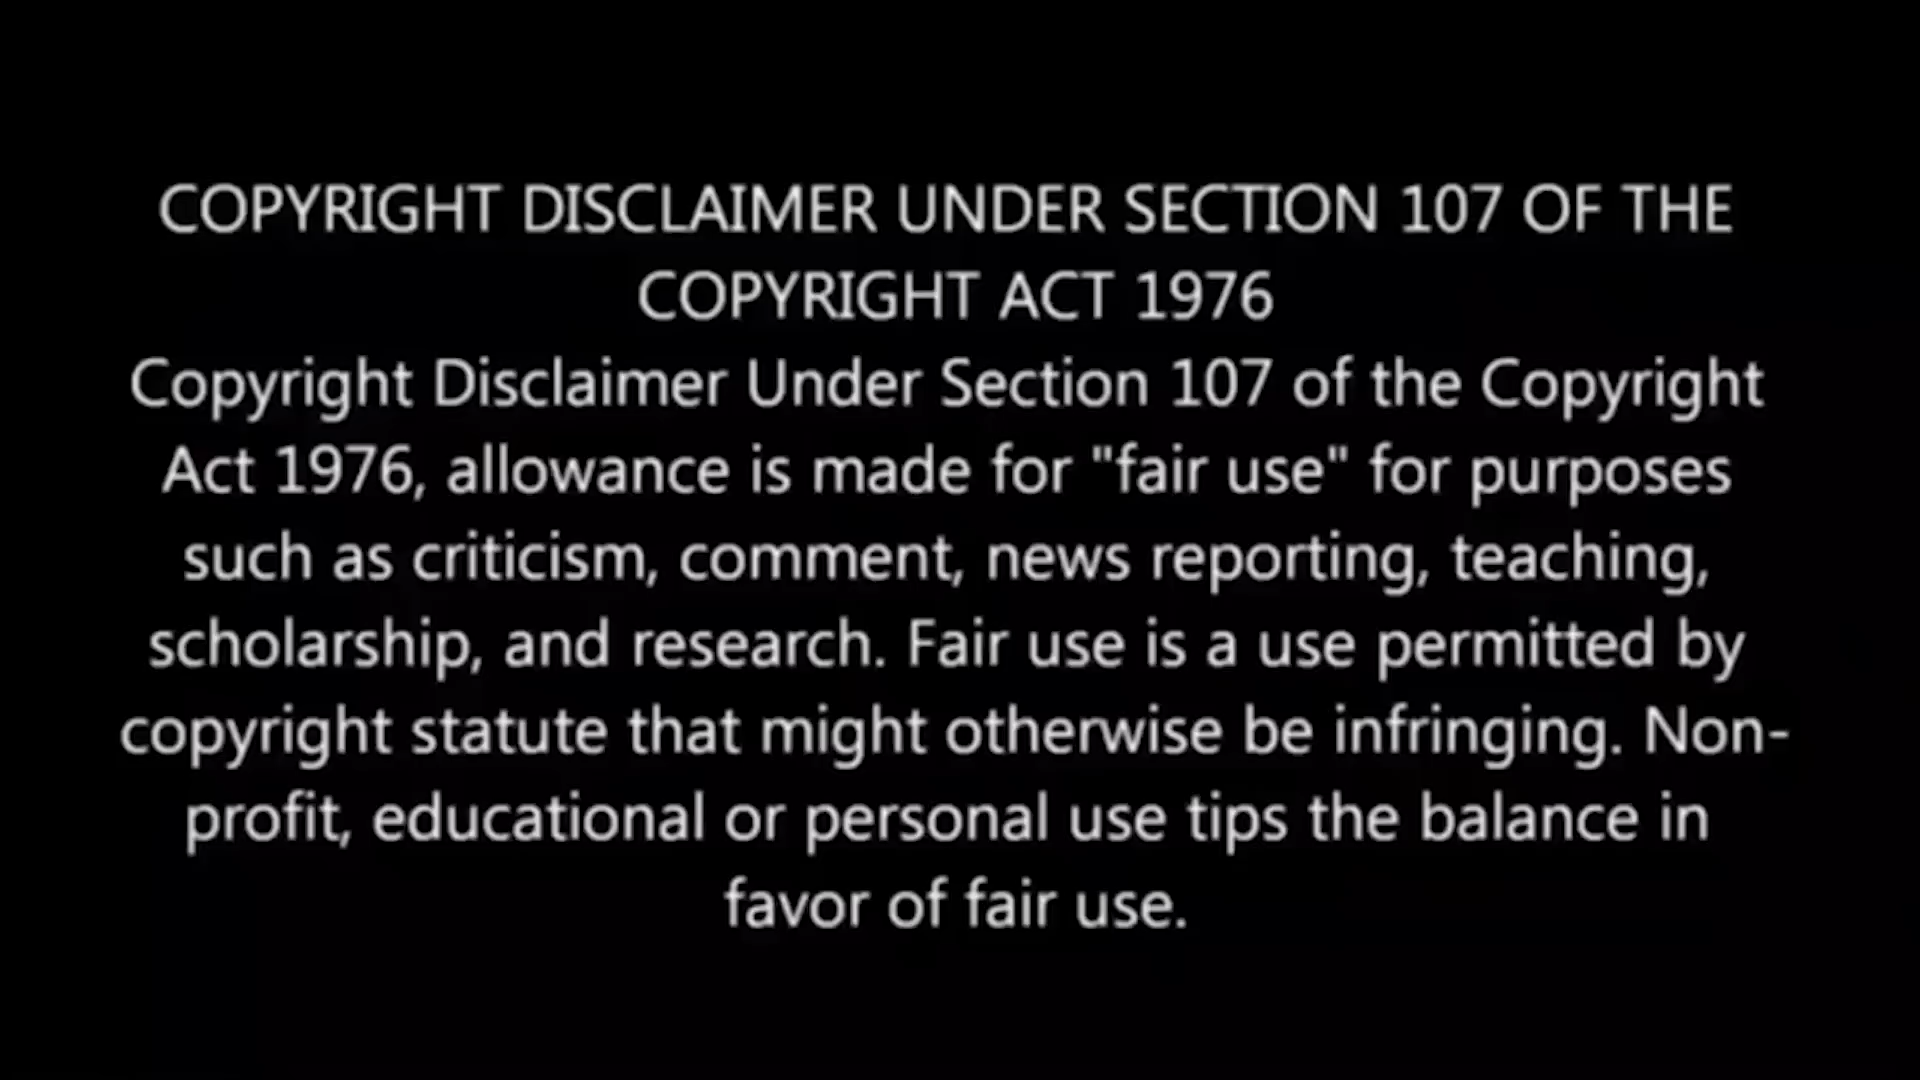 COPYRIGHT DISCLAIMER UNDER SECTION 107 OF THE
COPYRIGHT ACT 1976
Copyright Disclaimer Under Section 107 of the Copyright
Act 1976, allowance is made for "fair use" for purposes
such as criticism, comment, news reporting, teaching,
scholarship, and research. Fair use is a use permitted by
copyright statute that might otherwise be infringing. Non-
profit, educational or personal use tips the balance in
favor of fair use.